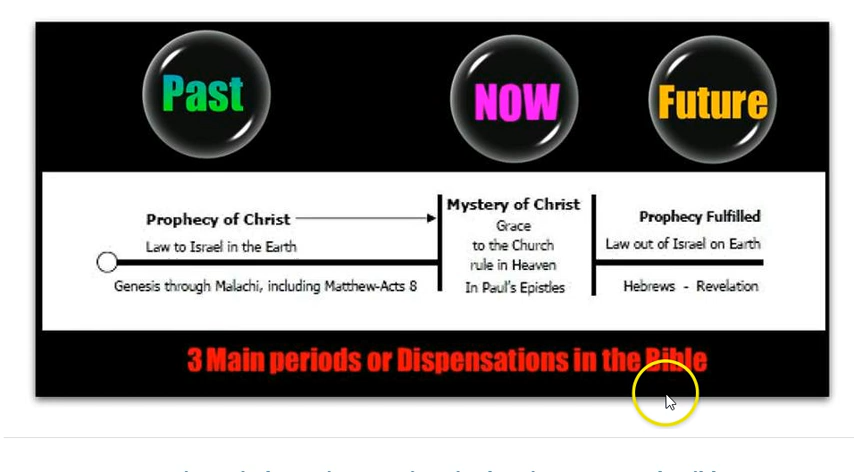 Past
NOW
Future
Prophecy of Christ
Law to Israel in the Earth
Genesis through Malachi, including Matthew-Acts 8
Mystery of Christ
Grace
to the Church
rule in Heaven
In Paul's Epistles
Prophecy Fulfilled
Law out of Israel on Earth
Hebrews - Revelation
3 Main periods or Dispensations in the Bible